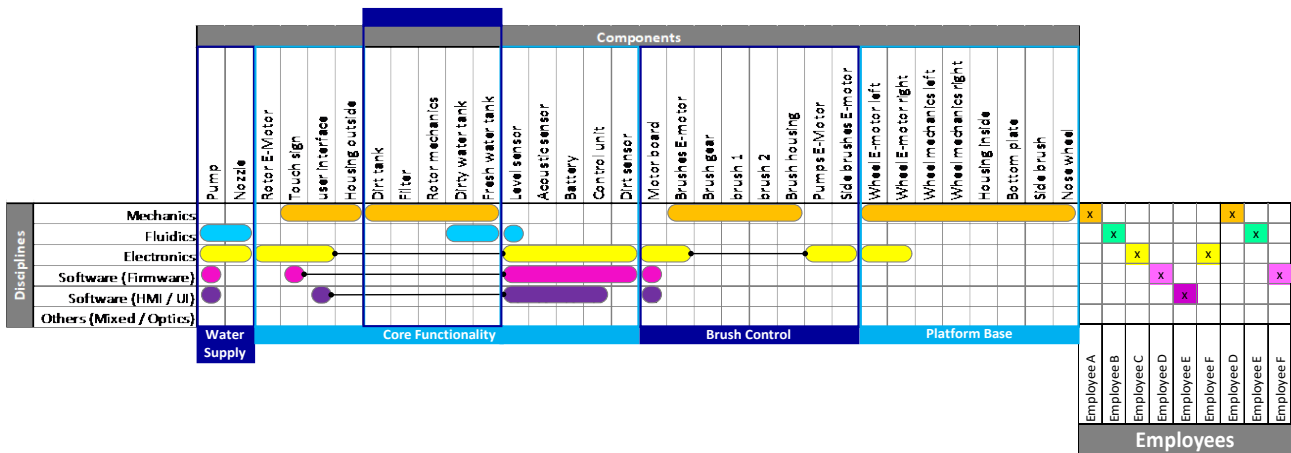 Components
Pump
Nozzle
Rotor E-Motor
Touch sign
user interface
Housing outside
Dirt tank
Filter
Rotor mechanics
Dirty water tank
Fresh water tank
Level sensor
Acoustic sensor
Battery
Control unit
Dirt sensor
Motor board
Brushes E-motor
Brush gear
brush 1
brush 2
Brush housing
Pumps E-Motor
Side brushes E-motor
Wheel E-motor left
Wheel E-motor right
Wheel mechanics left
Wheel mechanics right
Housing inside
Bottom plate
Side brush
Nose wheel
Disciplines
Mechanics
x
x
Fluidics
x
x
Electronics
x
x
Software (Firmware)
x
x
Software (HMI / UI)
x
Others (Mixed / Optics)
Water
Supply
Core Functionality
Brush Control
Platform Base
Employee A
Employee B
Employee C
Employee D
Employee E
Employee F
Employee D
Employee E
Employee F
Employees